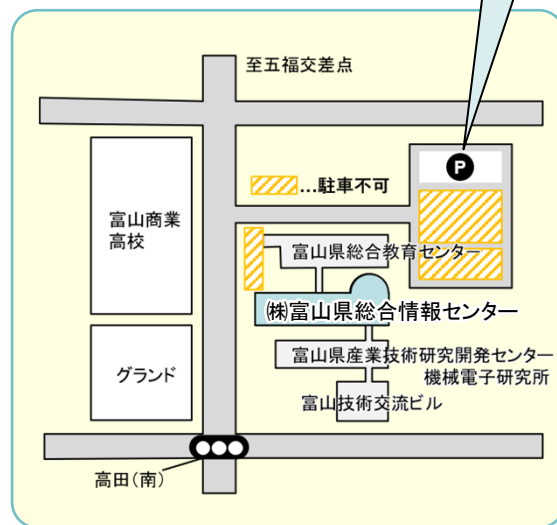 至五福交差点
P
…駐車不可
富山商業
高校
富山県総合教育センター
㈱富山県総合情報センター
富山県産業技術研究開発センター
機械電子研究所
グランド
富山技術交流ビル
高田(南)